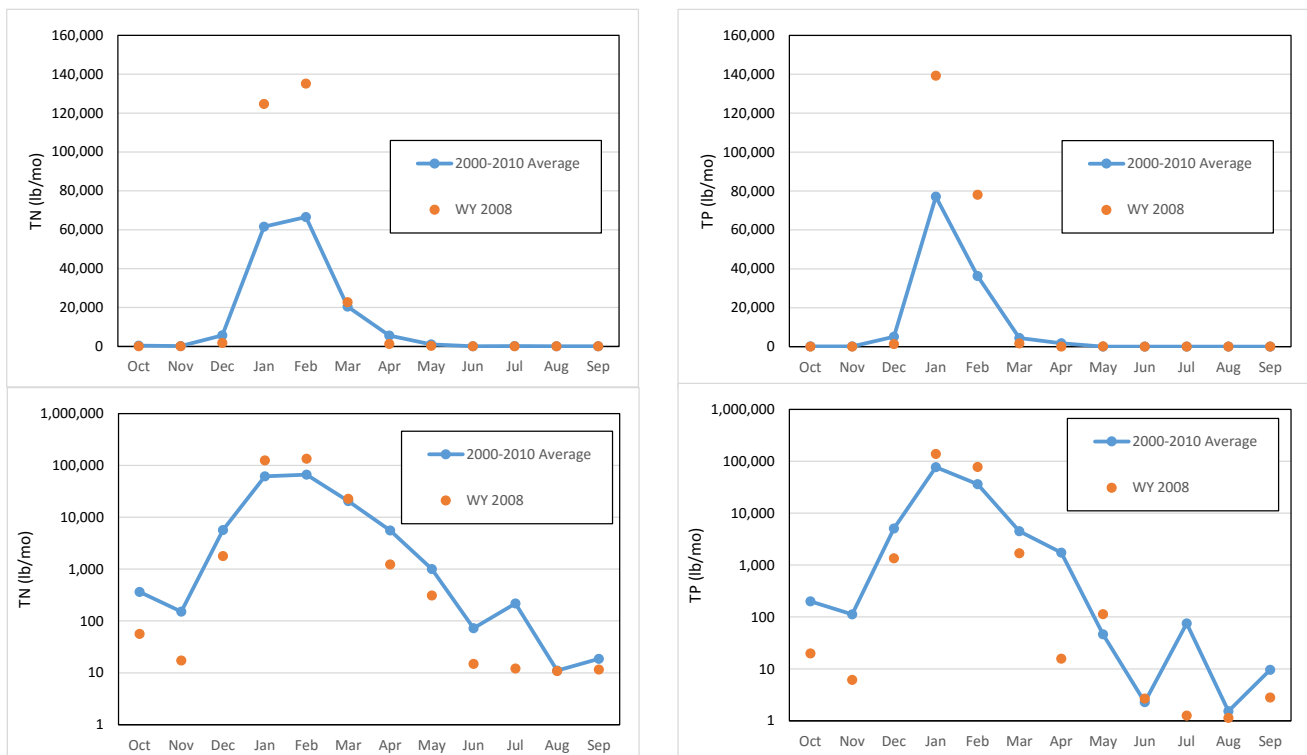 160,000
140,000
120,000
100,000
80,000
60,000
40,000
20,000
0
TN (lb/mo)
2000-2010 Average
WY 2008
Oct Nov Dec Jan Feb Mar Apr May Jun Jul Aug Sep
160,000
140,000
120,000
100,000
80,000
60,000
40,000
20,000
0
TP (lb/mo)
2000-2010 Average
WY 2008
Oct Nov Dec Jan Feb Mar Apr May Jun Jul Aug Sep
1,000,000
100,000
10,000
1,000
100
10
1
TN (lb/mo)
2000-2010 Average
WY 2008
Oct Nov Dec Jan Feb Mar Apr May Jun Jul Aug Sep
1,000,000
100,000
10,000
1,000
100
10
1
TP (lb/mo)
2000-2010 Average
WY 2008
Oct Nov Dec Jan Feb Mar Apr May Jun Jul Aug Sep